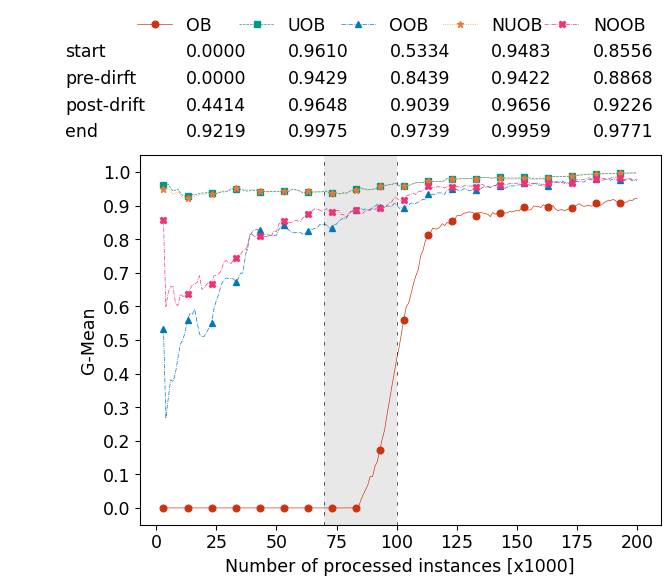 OB UOB OOB NUOB NOOB
start 0.0000 0.9610 0.5334 0.9483 0.8556
pre-dirft 0.0000 0.9429 0.8439 0.9422 0.8868
post-drift 0.4414 0.9648 0.9039 0.9656 0.9226
end 0.9219 0.9975 0.9739 0.9959 0.9771
1.0
0.9
0.8
0.7
0.6
0.5
0.4
0.3
0.2
0.1
0.0
G-Mean
0 25 50 75 100 125 150 175 200
Number of processed instances [x1000]